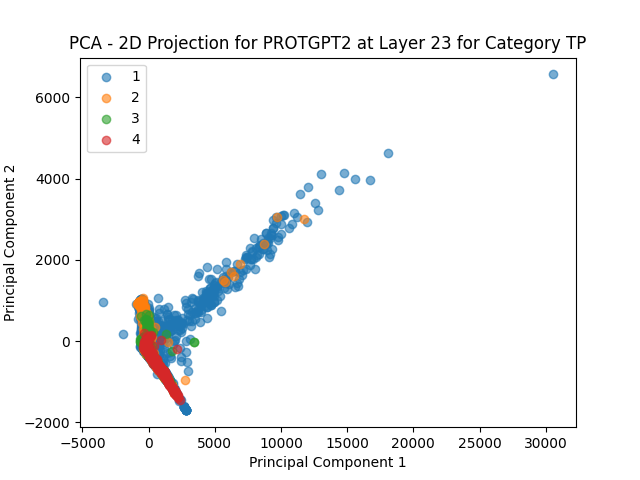 PCA - 2D Projection for PROTGPT2 at Layer 23 for Category TP
1
2
3
4
6000
4000
2000
0
−2000
Principal Component 2
−5000 0 5000 10000 15000 20000 25000 30000
Principal Component 1